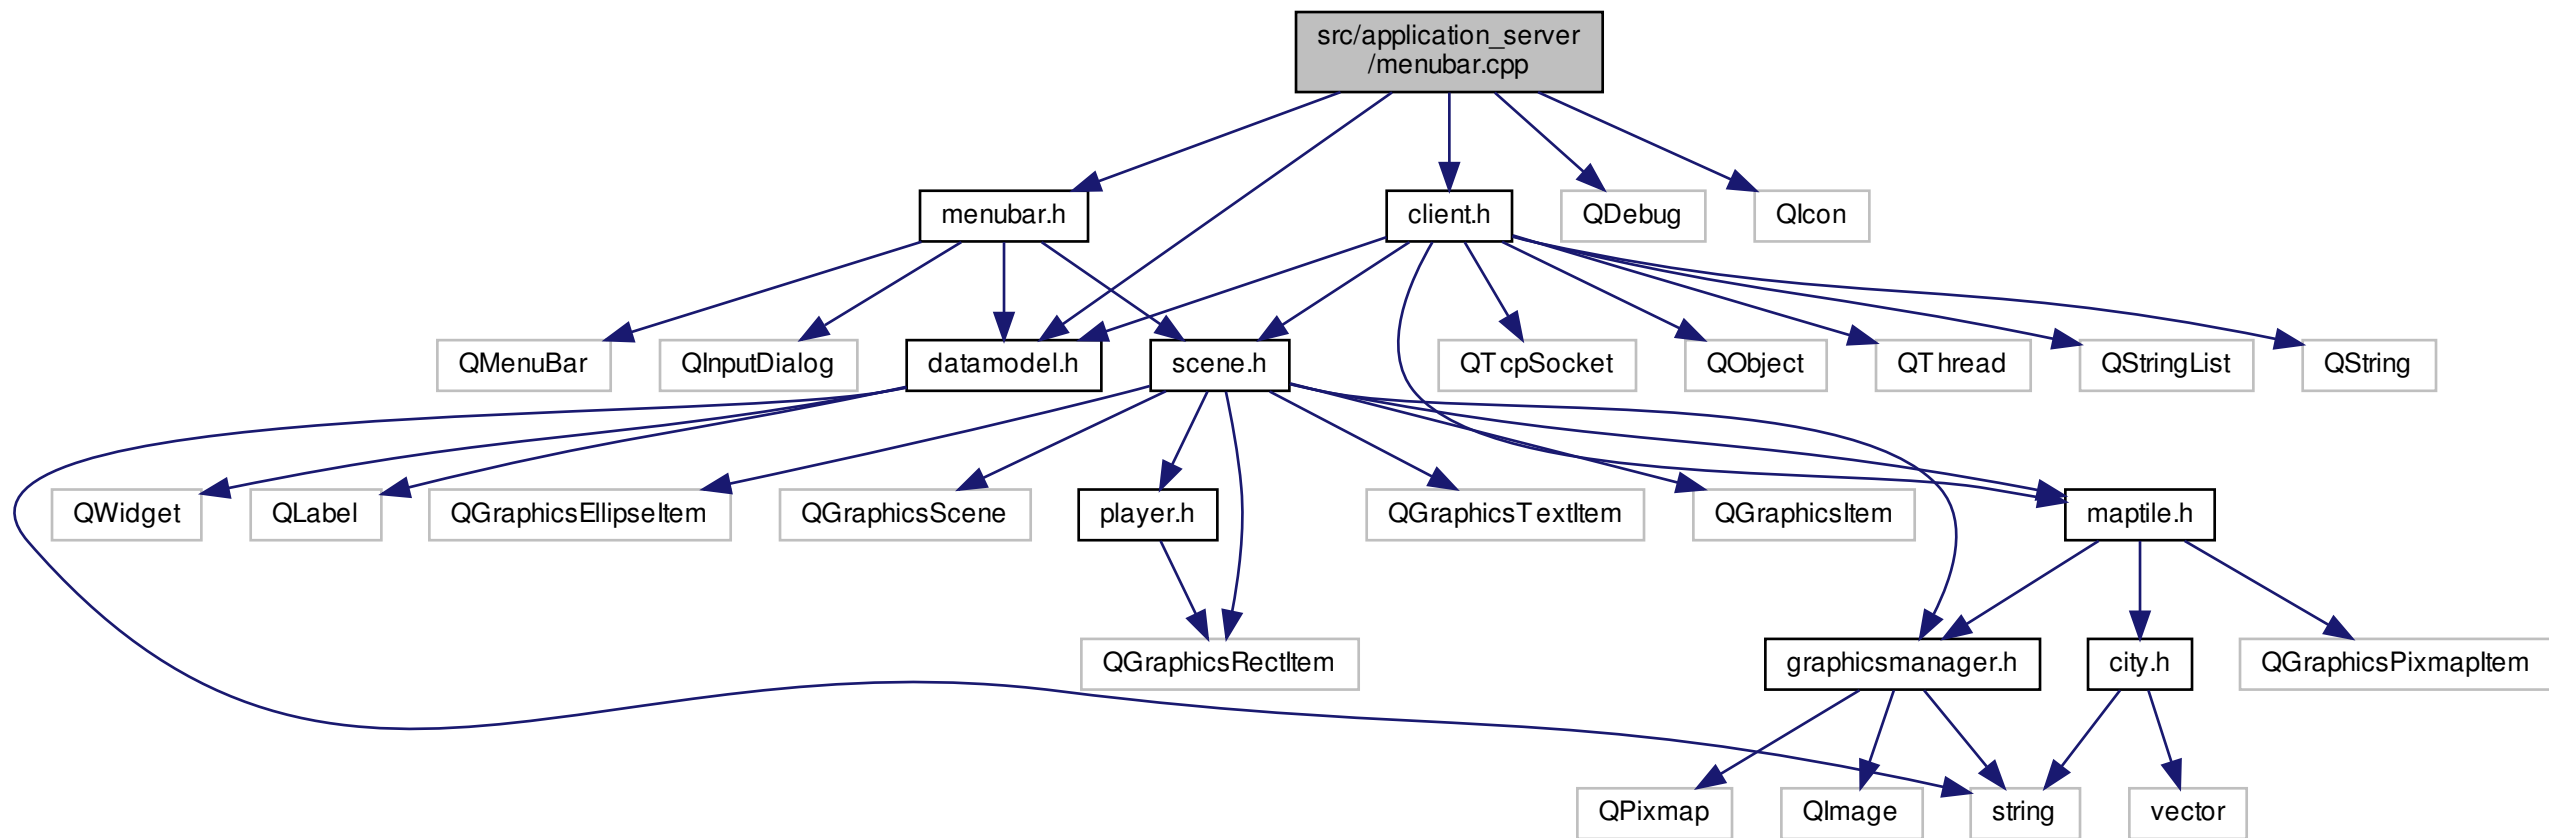 src/application_server
/menubar.cpp
menubar.h
client.h
QDebug
QIcon
QMenuBar
QInputDialog
datamodel.h
scene.h
QTcpSocket
QObject
QThread
QStringList
QString
QWidget
QLabel
QGraphicsEllipseItem
QGraphicsScene
player.h
QGraphicsTextItem
QGraphicsItem
maptile.h
QGraphicsRectItem
graphicsmanager.h
city.h
QGraphicsPixmapItem
QPixmap
QImage
string
vector